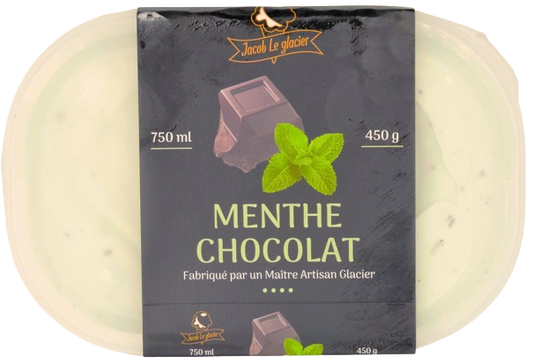 Jacob Le glacier
750 ml
450 g
MENTHE
CHOCOLAT
Fabriqué par un Maître Artisan Glacier
Jacob Le glacier
750 ml
450 g